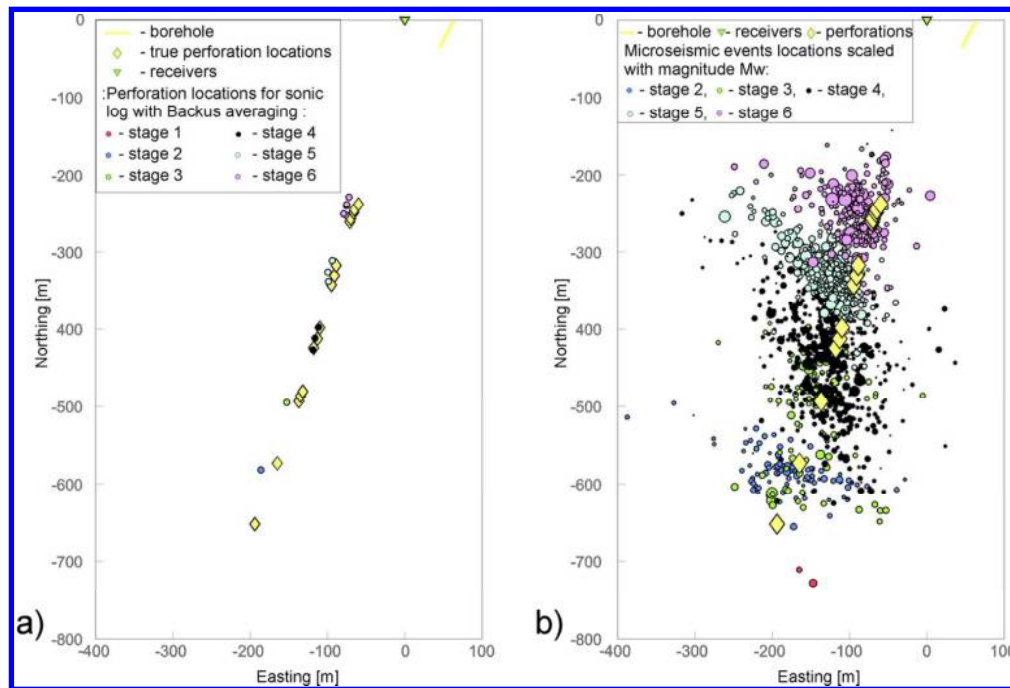 - borehole
- true perforation locations
- receivers
:Perforation locations for sonic
log with Backus averaging :
- stage 1 - stage 4
- stage 2 - stage 5
- stage 3 - stage 6
0
-100
-200
-300
-400
-500
-600
-700
-800
Northing [m]
-400 -300 -200 -100 0 100
Easting [m]
a)
- borehole - receivers - perforations
Microseismic events locations scaled
with magnitude Mw:
- stage 2, - stage 3, - stage 4,
- stage 5, - stage 6
0
-100
-200
-300
400
-500
-600
-700
-800
Northing [m]
-400 -300 -200 -100 0 100
Easting [m]
b)